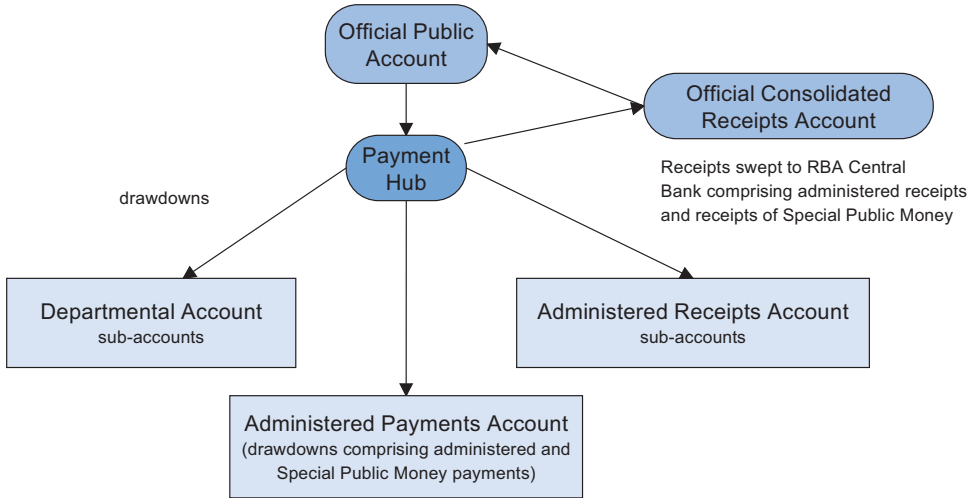 Official Public
Account
Official Consolidated
Receipts Account
Payment
Hub
Receipts swept to RBA Central
Bank comprising administered receipts
and receipts of Special Public Money
drawdowns
Departmental Account
sub-accounts
Administered Receipts Account
sub-accounts
Administered Payments Account
(drawdowns comprising administered and
Special Public Money payments)